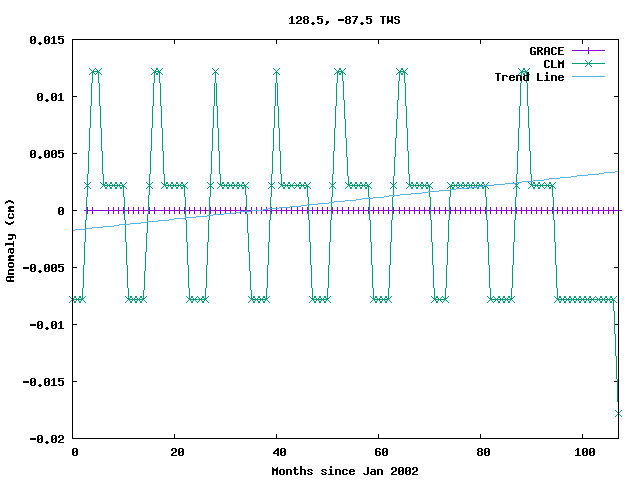 128.5, -87.5 TWS
GRACE
CLM
Trend Line
0.015
0.01
0.005
0
-0.005
-0.01
-0.015
-0.02
Anomaly (cm)
0 20 40 60 80 100
Months since Jan 2002